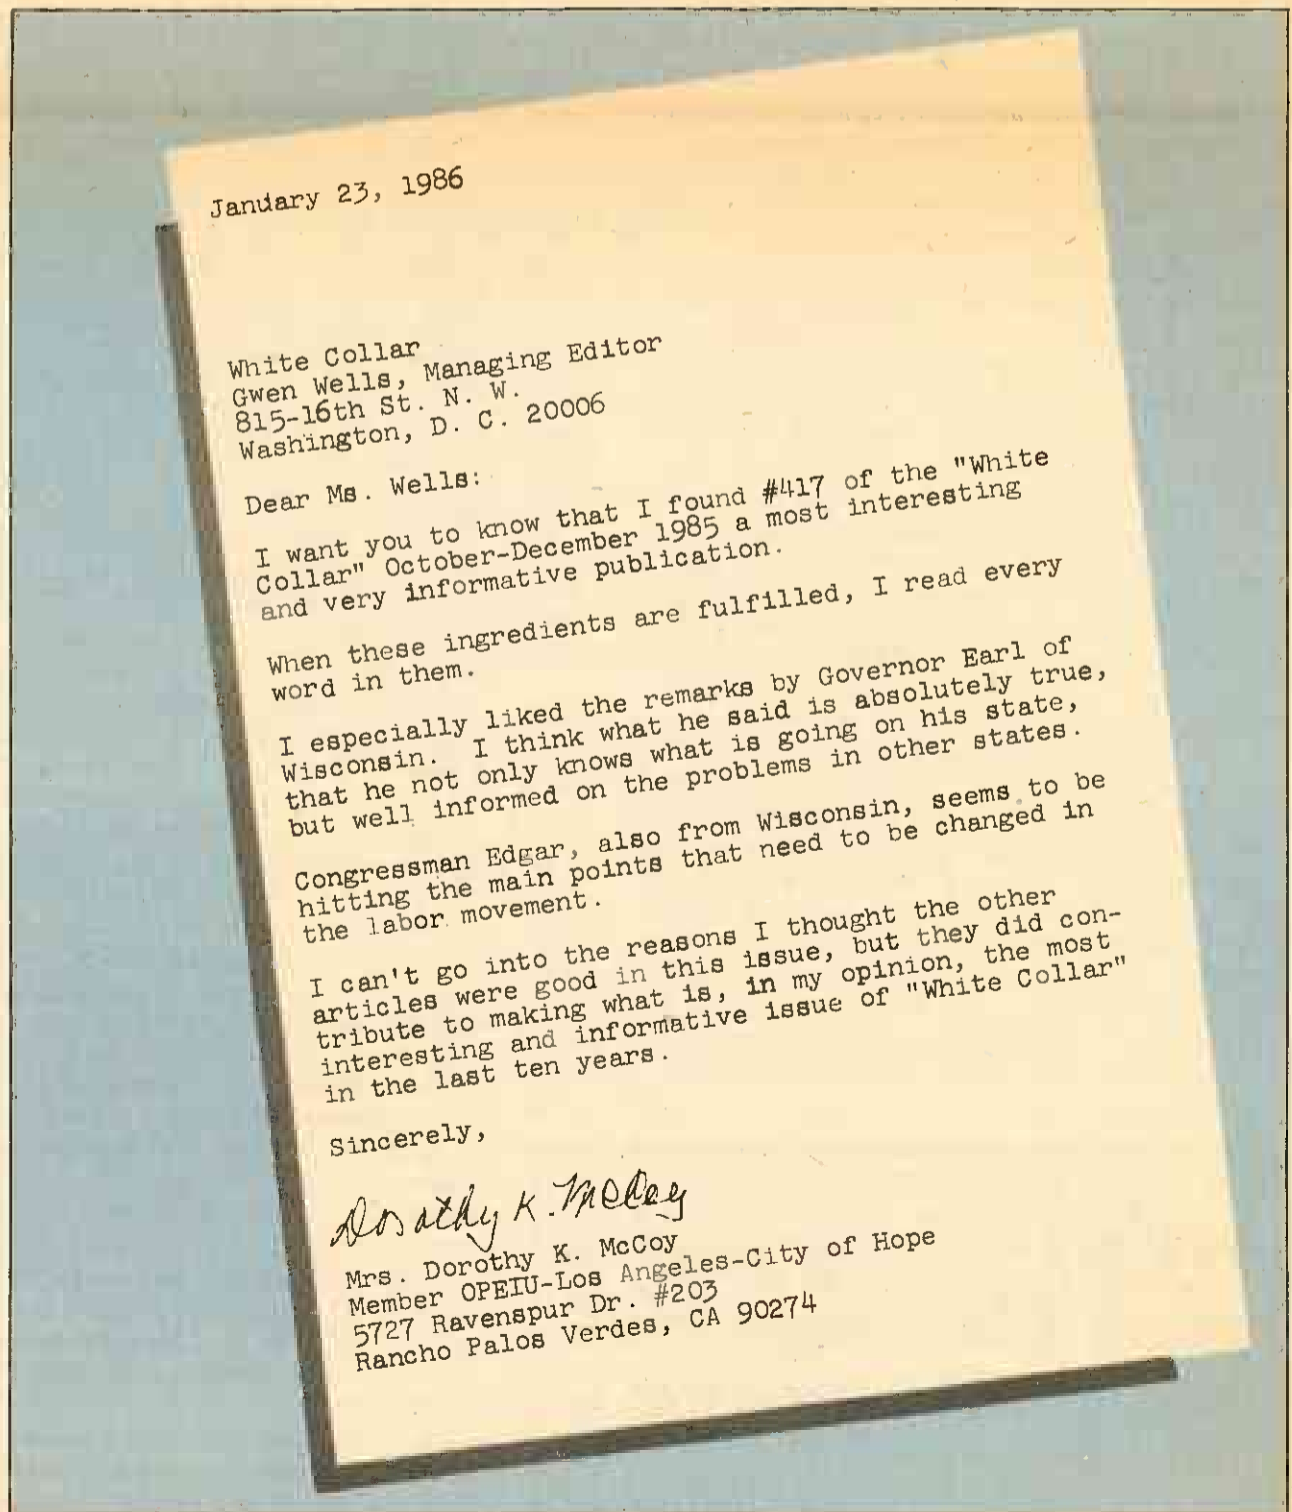 January 23, 1986
White Collar
Gwen Wells, Managing Editor
815-16th St. N. W.
Washington, D. C. 20006
Dear Ms. Wells:
I want you to know that I found #417 of the "White
Collar" October-December 1985 a most interesting
and very informative publication.
When these ingredients are fulfilled, I read every
word in them.
I especially liked the remarks by Governor Earl of
Wisconsin. I think what he said is absolutely true,
that he not only knows what is going on his state,
but well informed on the problems in other states.
Congressman Edgar, also from Wisconsin, seems to be
hitting the main points that need to be changed in
the labor movement.
I can't go into the reasons I thought the other
articles were good in this issue, but they did con-
tribute to making what is, in my opinion, the most
interesting and informative issue of "White Collar"
in the last ten years.
Sincerely,
Dorothy K. McCoy
Mrs. Dorothy K. McCoy
Member OPEIU-Los Angeles-City of Hope
5727 Ravenspur Dr. #203
Rancho Palos Verdes, CA 90274